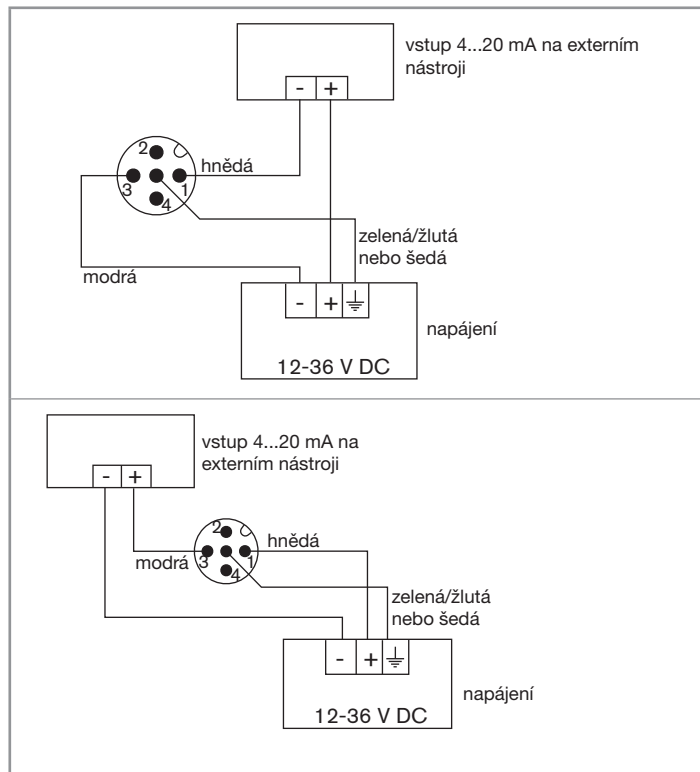 vstup 4...20 mA na externím
nástroji
- +
2
hnědá
3
1
4
zelená/žlutá
nebo šedá
modrá
- +
napájení
12-36 V DC
vstup 4...20 mA na
externím nástroji
- +
2
hnědá
modrá
3
1
4
zelená/žlutá
nebo šedá
- +
napájení
12-36 V DC